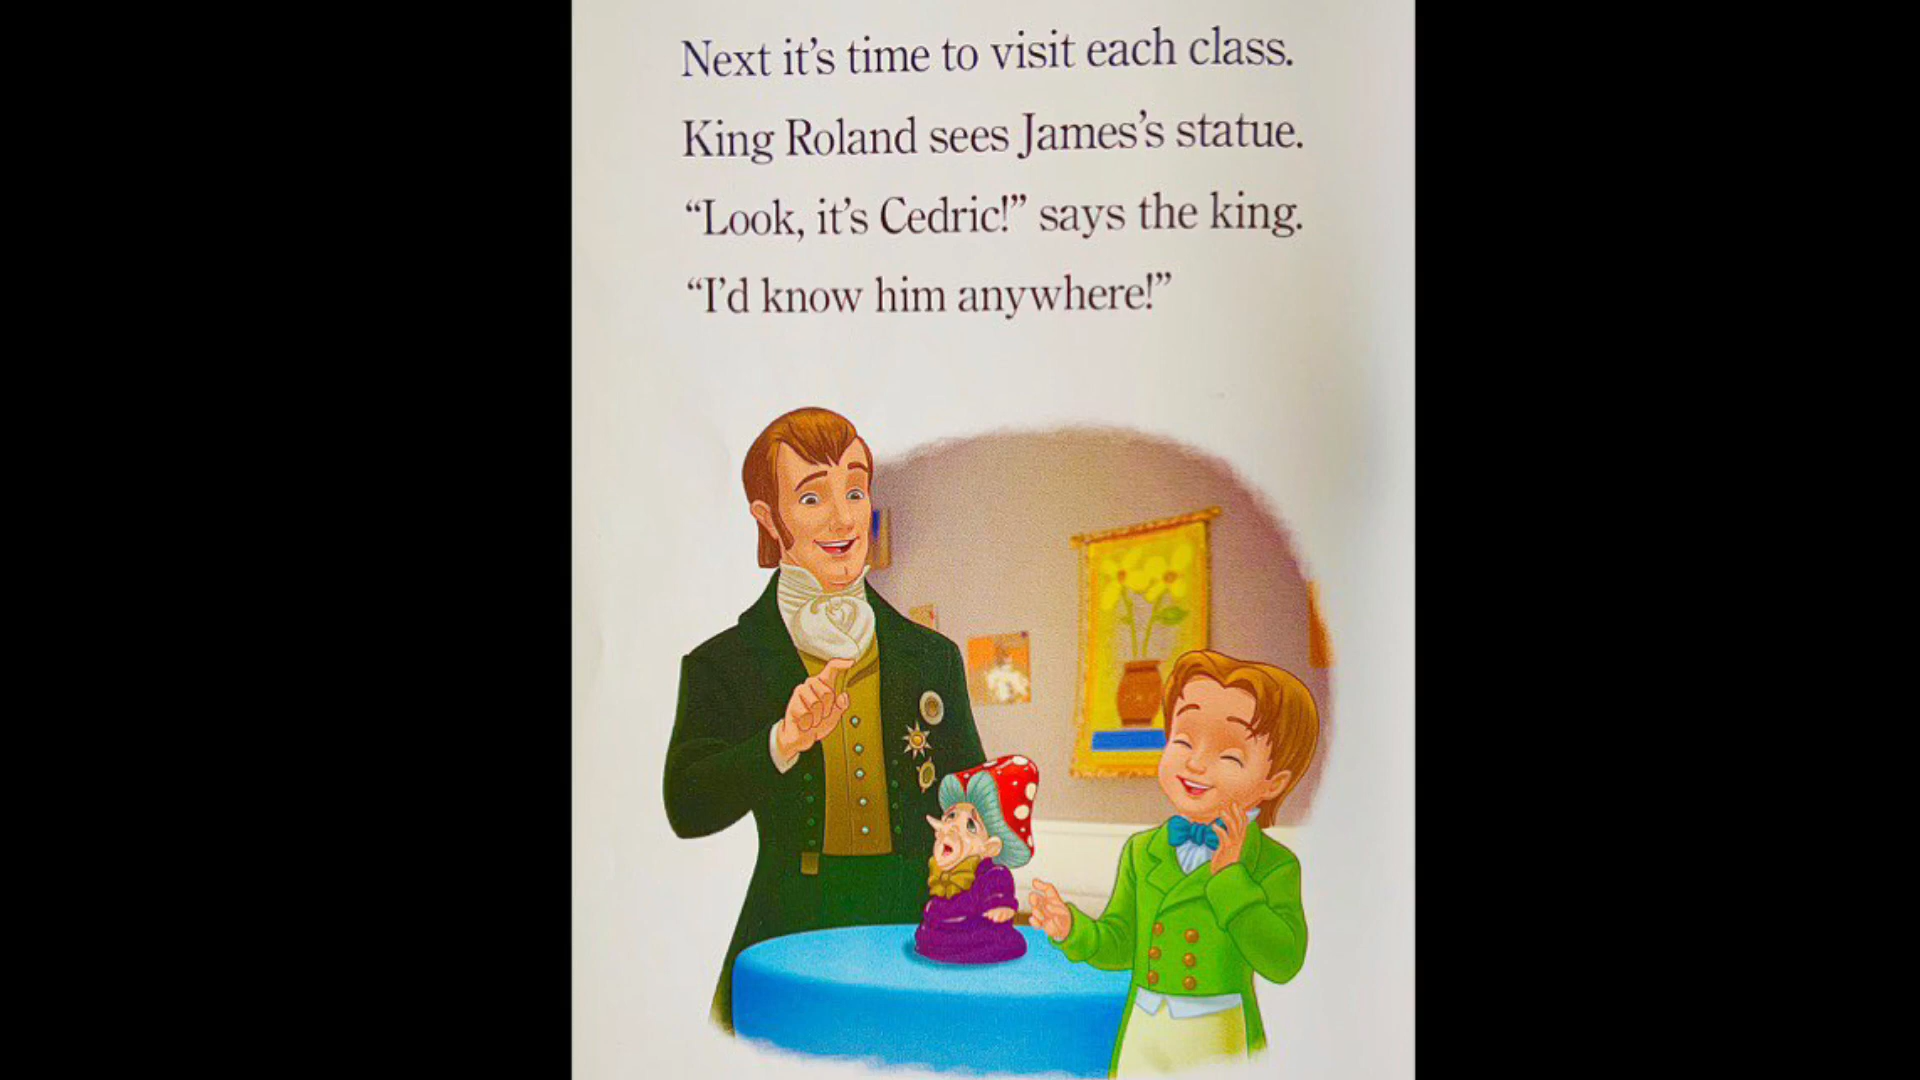 Next it’s time to visit each class.
King Roland sees James’s statue.
“Look, it’s Cedric!” says the king.
“I’d know him anywhere!”